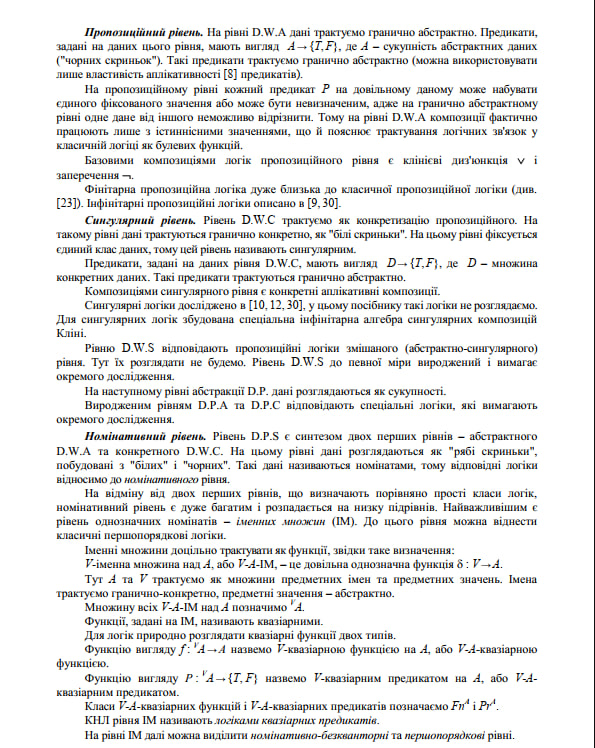 Пропозиційний рівень. На рівні D.W.A дані трактуємо гранично абстрактно. Предикати,
задані на даних цього рівня, мають вигляд A→{T,F}, де A – сукупність абстрактних даних
("чорних скриньок"). Такі предикати трактуємо гранично абстрактно (можна використовувати
лише властивість аплікативності [8] предикатів).
На пропозиційному рівні кожний предикат P на довільному даному може набувати
єдиного фіксованого значення або може бути невизначеним, адже на гранично абстрактному
рівні одне дане від іншого неможливо відрізнити. Тому на рівні D.W.A композиції фактично
працюють лише з істиннісними значеннями, що й пояснює трактування логічних зв'язок у
класичній логіці як булевих функцій.
Базовими композиціями логік пропозиційного рівня є клінієві диз'юнкція ∨ і
заперечення ¬.
Фінітарна пропозиційна логіка дуже близька до класичної пропозиційної логіки (див.
[23]). Інфінітарні пропозиційні логіки описано в [9, 30].
Сингулярний рівень. Рівень D.W.C трактуємо як конкретизацію пропозиційного. На
такому рівні дані трактуються гранично конкретно, як "білі скриньки". На цьому рівні фіксується
єдиний клас даних, тому цей рівень називають сингулярним.
Предикати, задані на даних рівня D.W.C, мають вигляд D→{T,F}, де D – множина
конкретних даних. Такі предикати трактуються гранично абстрактно.
Композиціями сингулярного рівня є конкретні аплікативні композиції.
Сингулярні логіки досліджено в [10, 12, 30], у цьому посібнику такі логіки не розглядаємо.
Для сингулярних логік збудована спеціальна інфінітарна алгебра сингулярних композицій
Кліні.
Рівню D.W.S відповідають пропозиційні логіки змішаного (абстрактно-сингулярного)
рівня. Тут їх розглядати не будемо. Рівень D.W.S до певної міри вироджений і вимагає
окремого дослідження.
На наступному рівні абстракції D.P. дані розглядаються як сукупності.
Виродженим рівням D.P.A та D.P.C відповідають спеціальні логіки, які вимагають
окремого дослідження.
Номінативний рівень. Рівень D.P.S є синтезом двох перших рівнів – абстрактного
D.W.A та конкретного D.W.C. На цьому рівні дані розглядаються як "рябі скриньки",
побудовані з "білих" і "чорних". Такі дані називаються номінатами, тому відповідні логіки
відносимо до номінативного рівня.
На відміну від двох перших рівнів, що визначають порівняно прості класи логік,
номінативний рівень є дуже багатим і розпадається на низку підрівнів. Найважливішим є
рівень однозначних номінатів – іменних множин (ІМ). До цього рівня можна віднести
класичні першопорядкові логіки.
Іменні множини доцільно трактувати як функції, звідки таке визначення:
V-іменна множина над A, або V-A-ІМ, – це довільна однозначна функція δ : V→A.
Тут A та V трактуємо як множини предметних імен та предметних значень. Імена
трактуємо гранично-конкретно, предметні значення – абстрактно.
Множину всіх V-A-ІМ над A позначимо ⱽA.
Функції, задані на ІМ, називають квазіарними.
Для логік природно розглядати квазіарні функції двох типів.
Функцію вигляду f : ⱽA→A назвемо V-квазіарною функцією на A, або V-A-квазіарною
функцією.
Функцію вигляду P : ⱽA→{T, F} назвемо V-квазіарним предикатом на A, або V-A-
квазіарним предикатом.
Класи V-A-квазіарних функцій і V-A-квазіарних предикатів позначаємо Fnᴬ і Prᴬ.
КНЛ рівня ІМ називають логіками квазіарних предикатів.
На рівні ІМ далі можна виділити номінативно-безкванторні та першопорядкові рівні.